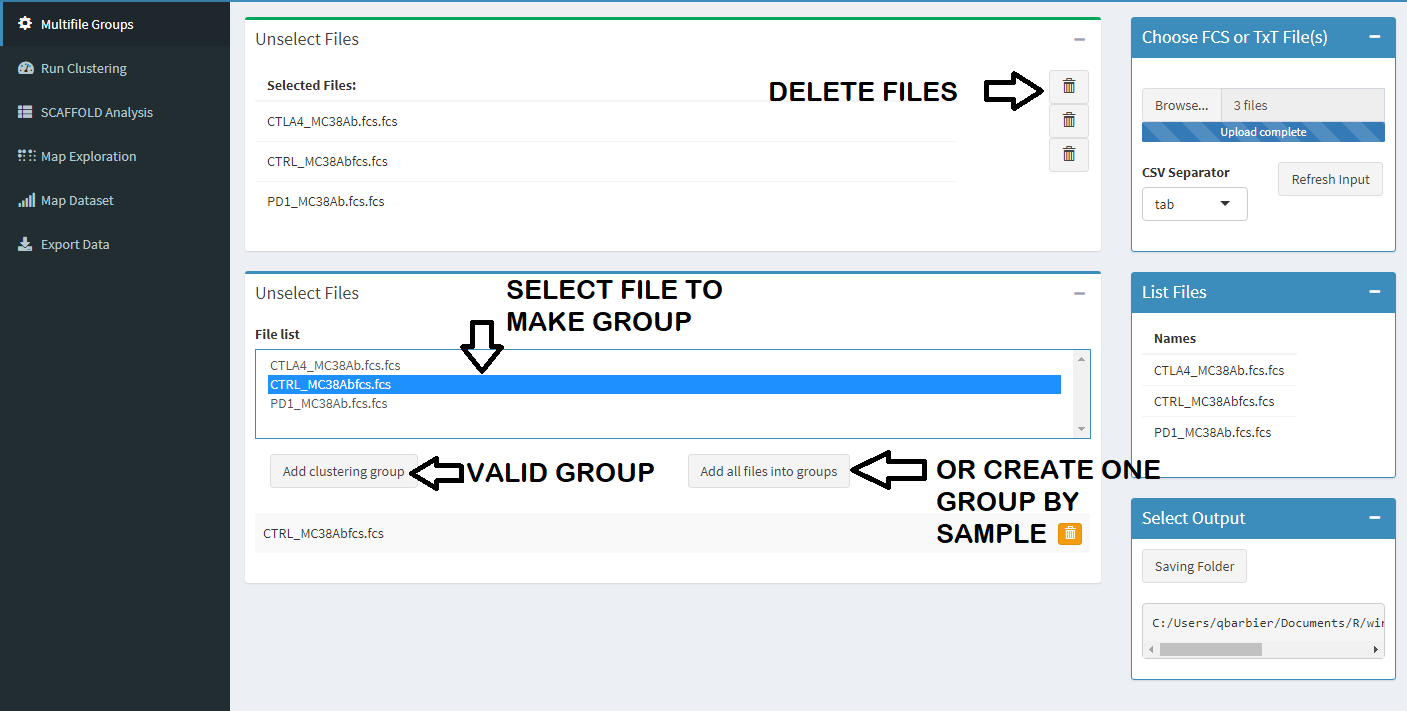 Multifile Groups
Run Clustering
SCAFFOLD Analysis
Map Exploration
Map Dataset
Export Data
Unselect Files
Selected Files:
DELETE FILES
CTLA4_MC38Ab.fcs.fcs
CTRL_MC38Abfcs.fcs
PD1_MC38Ab.fcs.fcs
Unselect Files
SELECT FILE TO
MAKE GROUP
File list
CTLA4_MC38Ab.fcs.fcs
CTRL_MC38Abfcs.fcs
PD1_MC38Ab.fcs.fcs
Add clustering group
VALID GROUP
Add all files into groups
OR CREATE ONE
GROUP BY
SAMPLE
CTRL_MC38Abfcs.fcs
Choose FCS or TxT File(s)
Browse... 3 files
Upload complete
CSV Separator
Refresh Input
tab
List Files
Names
CTLA4_MC38Ab.fcs.fcs
CTRL_MC38Abfcs.fcs
PD1_MC38Ab.fcs.fcs
Select Output
Saving Folder
C:/Users/qbarbier/Documents/R/win